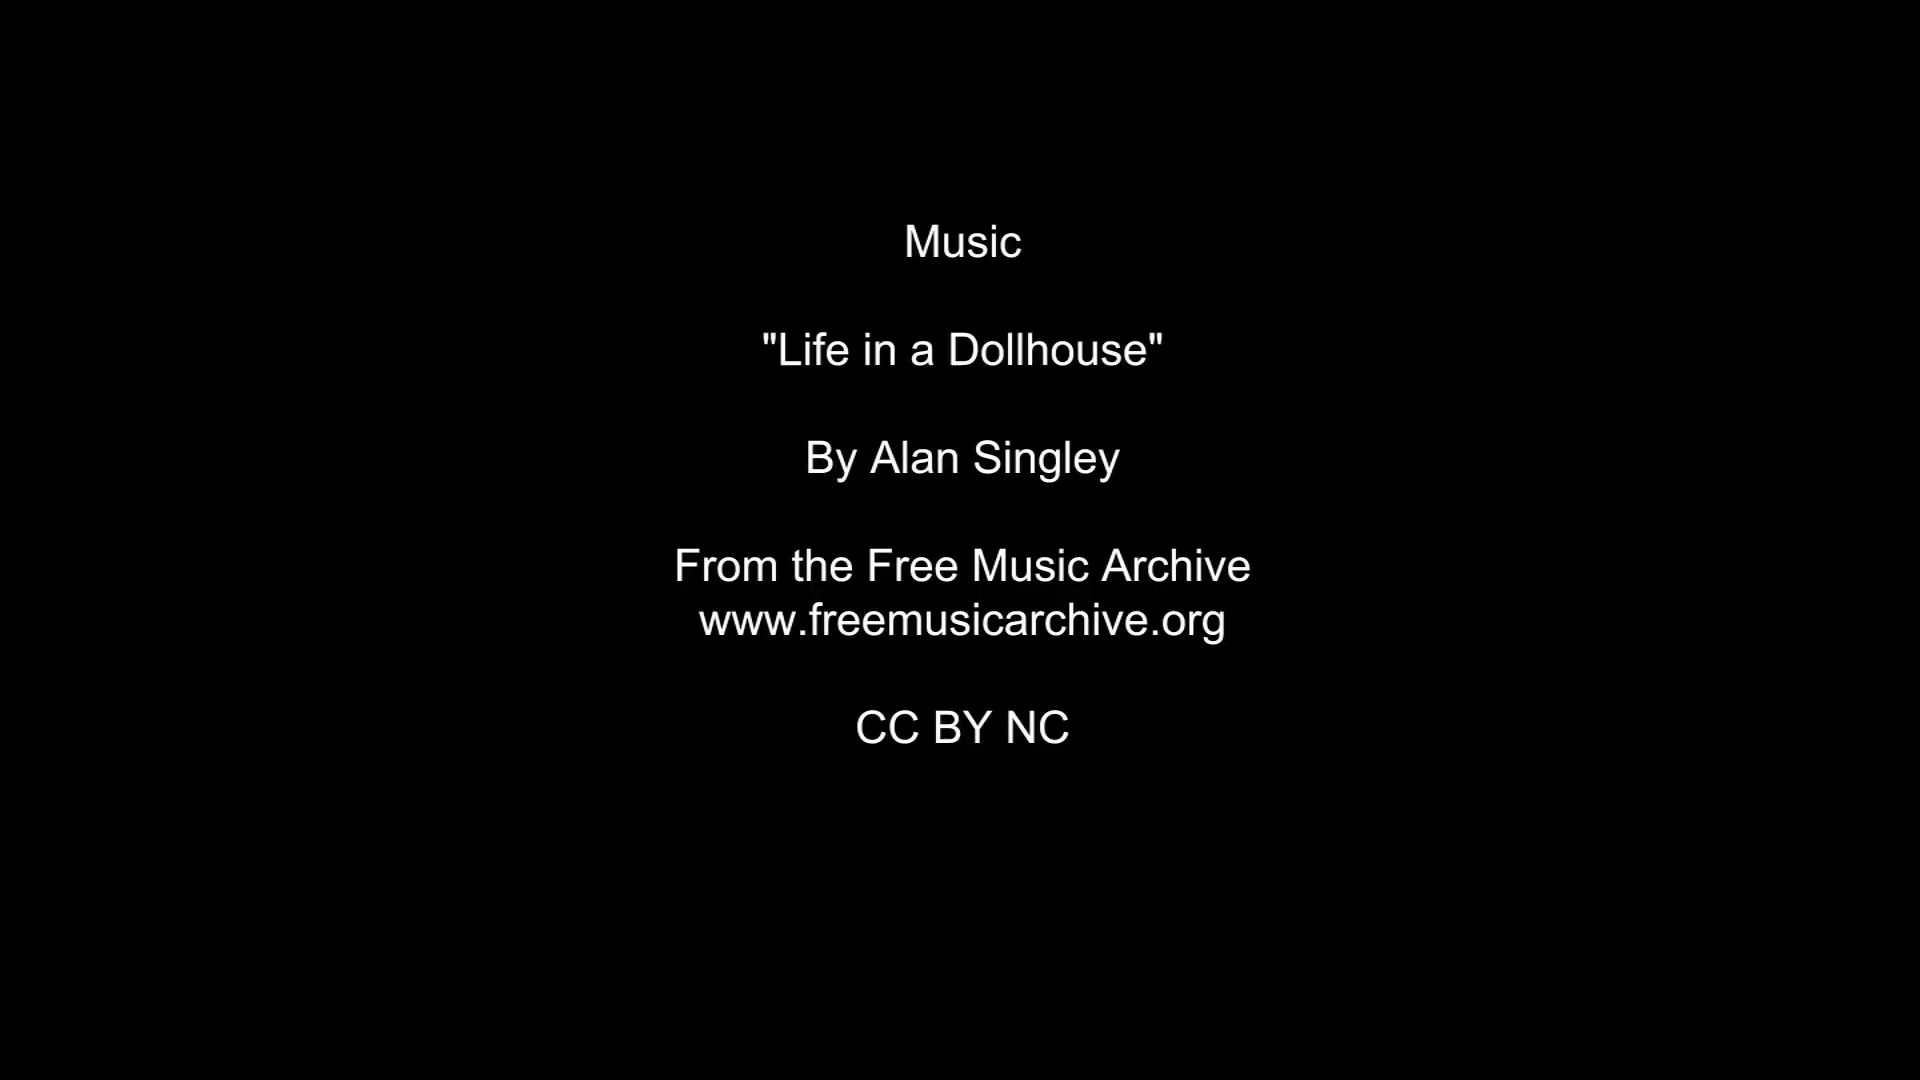 Music
"Life in a Dollhouse"
By Alan Singley
From the Free Music Archive
www.freemusicarchive.org
CC BY NC